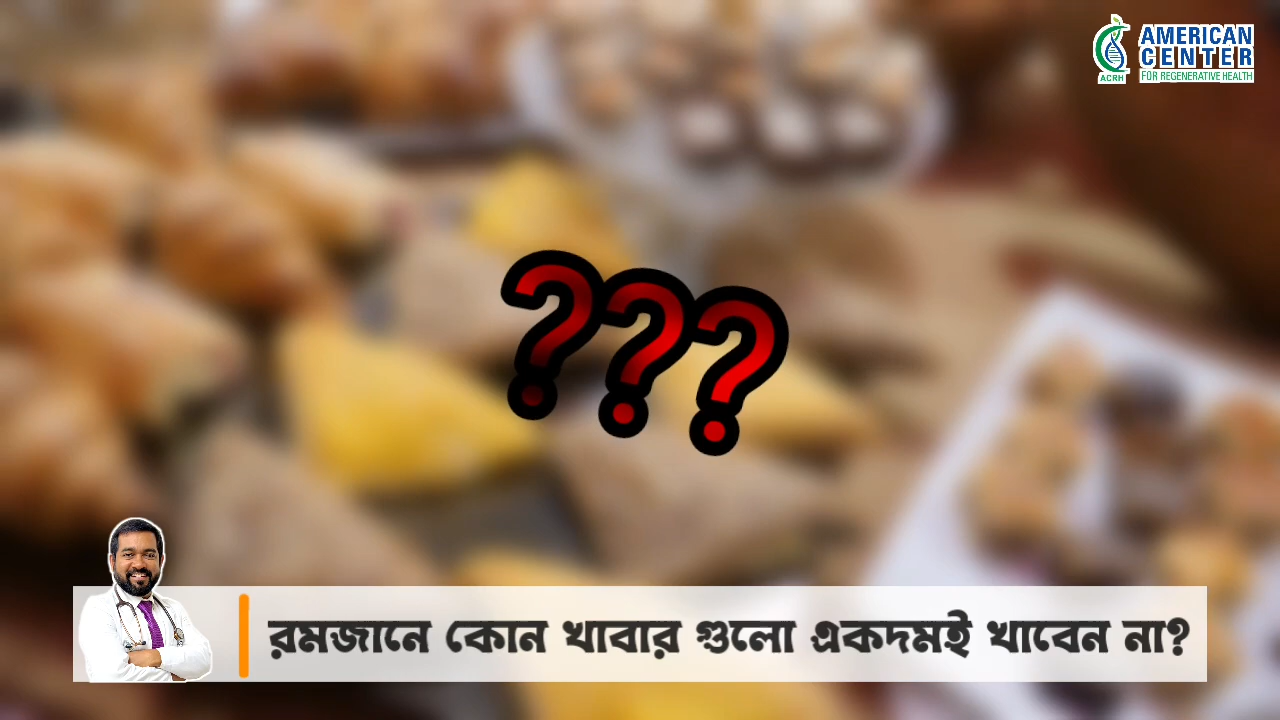 AMERICAN
CENTER
FOR REGENERATIVE HEALTH
ACRH
???
রমজানে কোন খাবার গুলো একদমই খাবেন না?